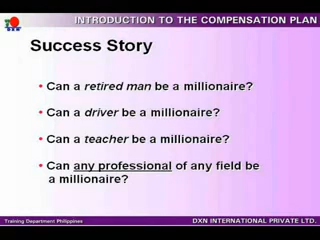 DXN
INTRODUCTION TO THE COMPENSATION PLAN
Success Story
• Can a retired man be a millionaire?
• Can a driver be a millionaire?
• Can a teacher be a millionaire?
• Can any professional of any field be
a millionaire?
Training Department Philippines
DXN INTERNATIONAL PRIVATE LTD.